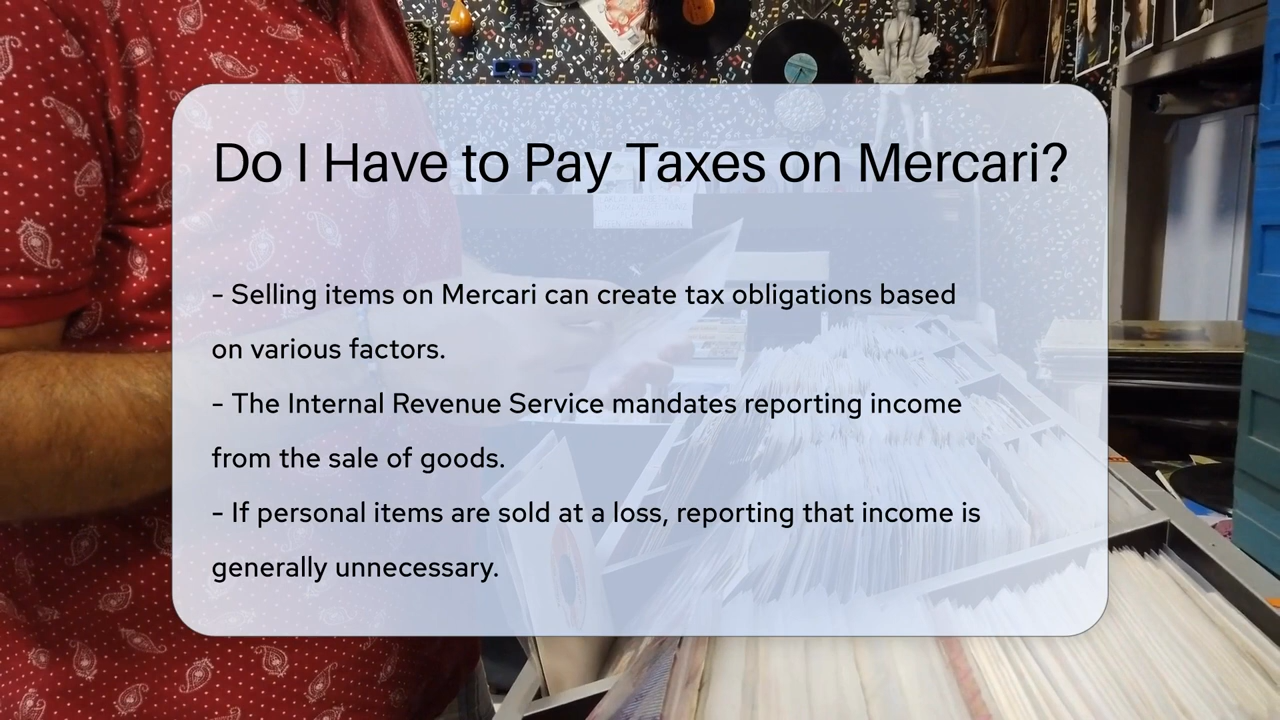 Do I Have to Pay Taxes on Mercari?
- Selling items on Mercari can create tax obligations based
on various factors.
- The Internal Revenue Service mandates reporting income
from the sale of goods.
- If personal items are sold at a loss, reporting that income is
generally unnecessary.